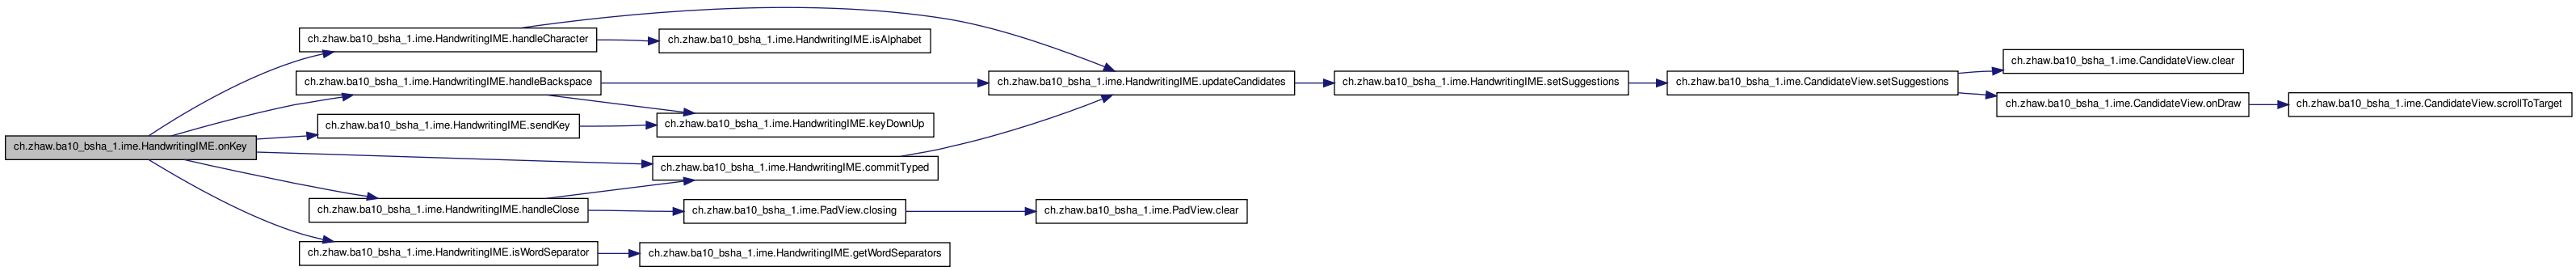 ch.zhaw.ba10_bsha_1.ime.HandwritingIME.onKey
ch.zhaw.ba10_bsha_1.ime.HandwritingIME.handleCharacter
ch.zhaw.ba10_bsha_1.ime.HandwritingIME.handleBackspace
ch.zhaw.ba10_bsha_1.ime.HandwritingIME.sendKey
ch.zhaw.ba10_bsha_1.ime.HandwritingIME.handleClose
ch.zhaw.ba10_bsha_1.ime.HandwritingIME.isWordSeparator
ch.zhaw.ba10_bsha_1.ime.HandwritingIME.isAlphabet
ch.zhaw.ba10_bsha_1.ime.HandwritingIME.keyDownUp
ch.zhaw.ba10_bsha_1.ime.HandwritingIME.commitTyped
ch.zhaw.ba10_bsha_1.ime.PadView.closing
ch.zhaw.ba10_bsha_1.ime.HandwritingIME.getWordSeparators
ch.zhaw.ba10_bsha_1.ime.HandwritingIME.updateCandidates
ch.zhaw.ba10_bsha_1.ime.PadView.clear
ch.zhaw.ba10_bsha_1.ime.HandwritingIME.setSuggestions
ch.zhaw.ba10_bsha_1.ime.CandidateView.setSuggestions
ch.zhaw.ba10_bsha_1.ime.CandidateView.clear
ch.zhaw.ba10_bsha_1.ime.CandidateView.onDraw
ch.zhaw.ba10_bsha_1.ime.CandidateView.scrollToTarget